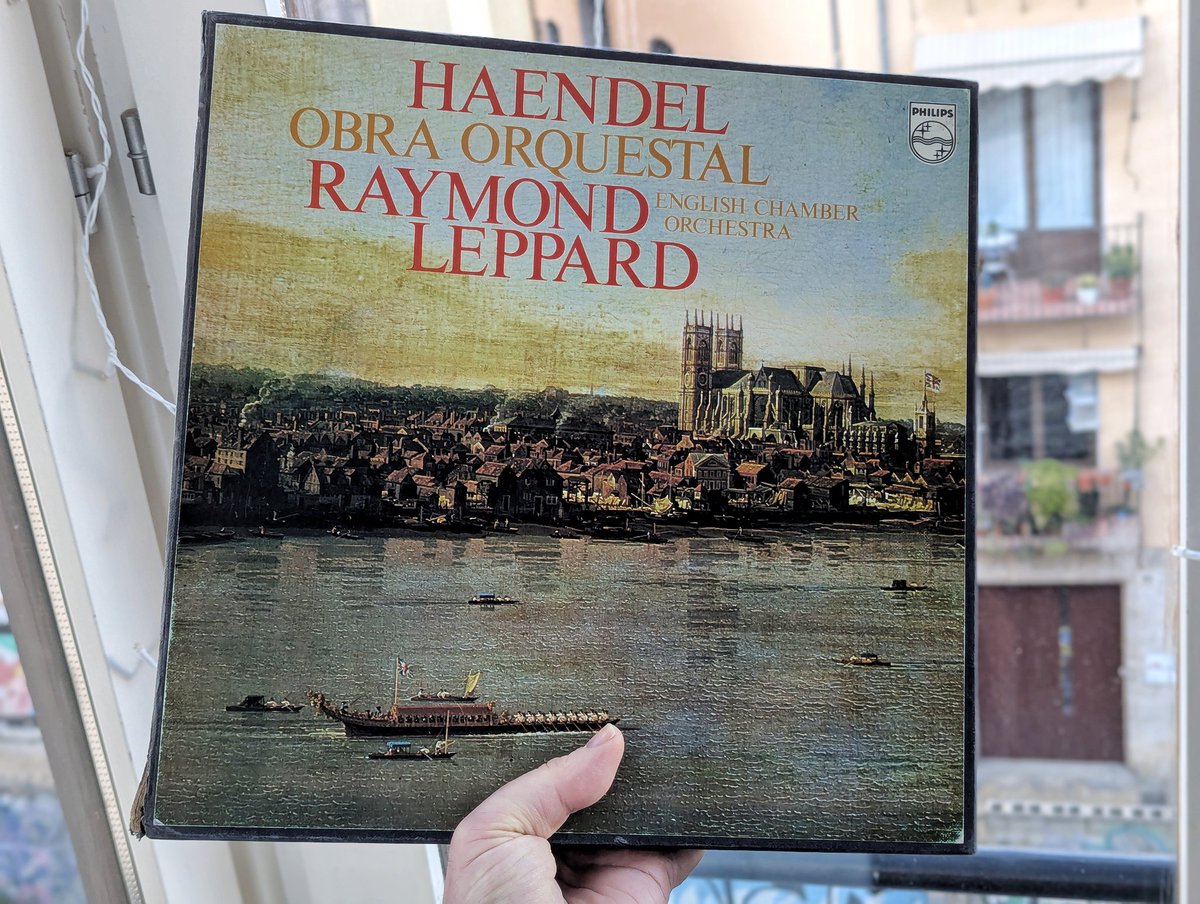 HAENDEL
OBRA ORQUESTAL
RAYMOND
LEPPARD
ENGLISH CHAMBER
ORCHESTRA
PHILIPS